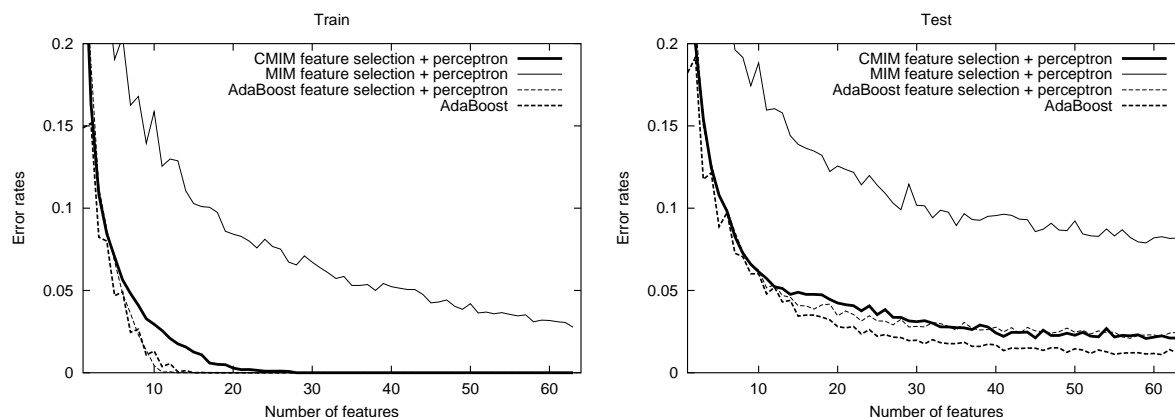 Train
0.2
0.15
0.1
0.05
0
Error rates
10 20 30 40 50 60
Number of features
CMIM feature selection + perceptron
MIM feature selection + perceptron
AdaBoost feature selection + perceptron
AdaBoost
Test
0.2
0.15
0.1
0.05
0
Error rates
10 20 30 40 50 60
Number of features
CMIM feature selection + perceptron
MIM feature selection + perceptron
AdaBoost feature selection + perceptron
AdaBoost